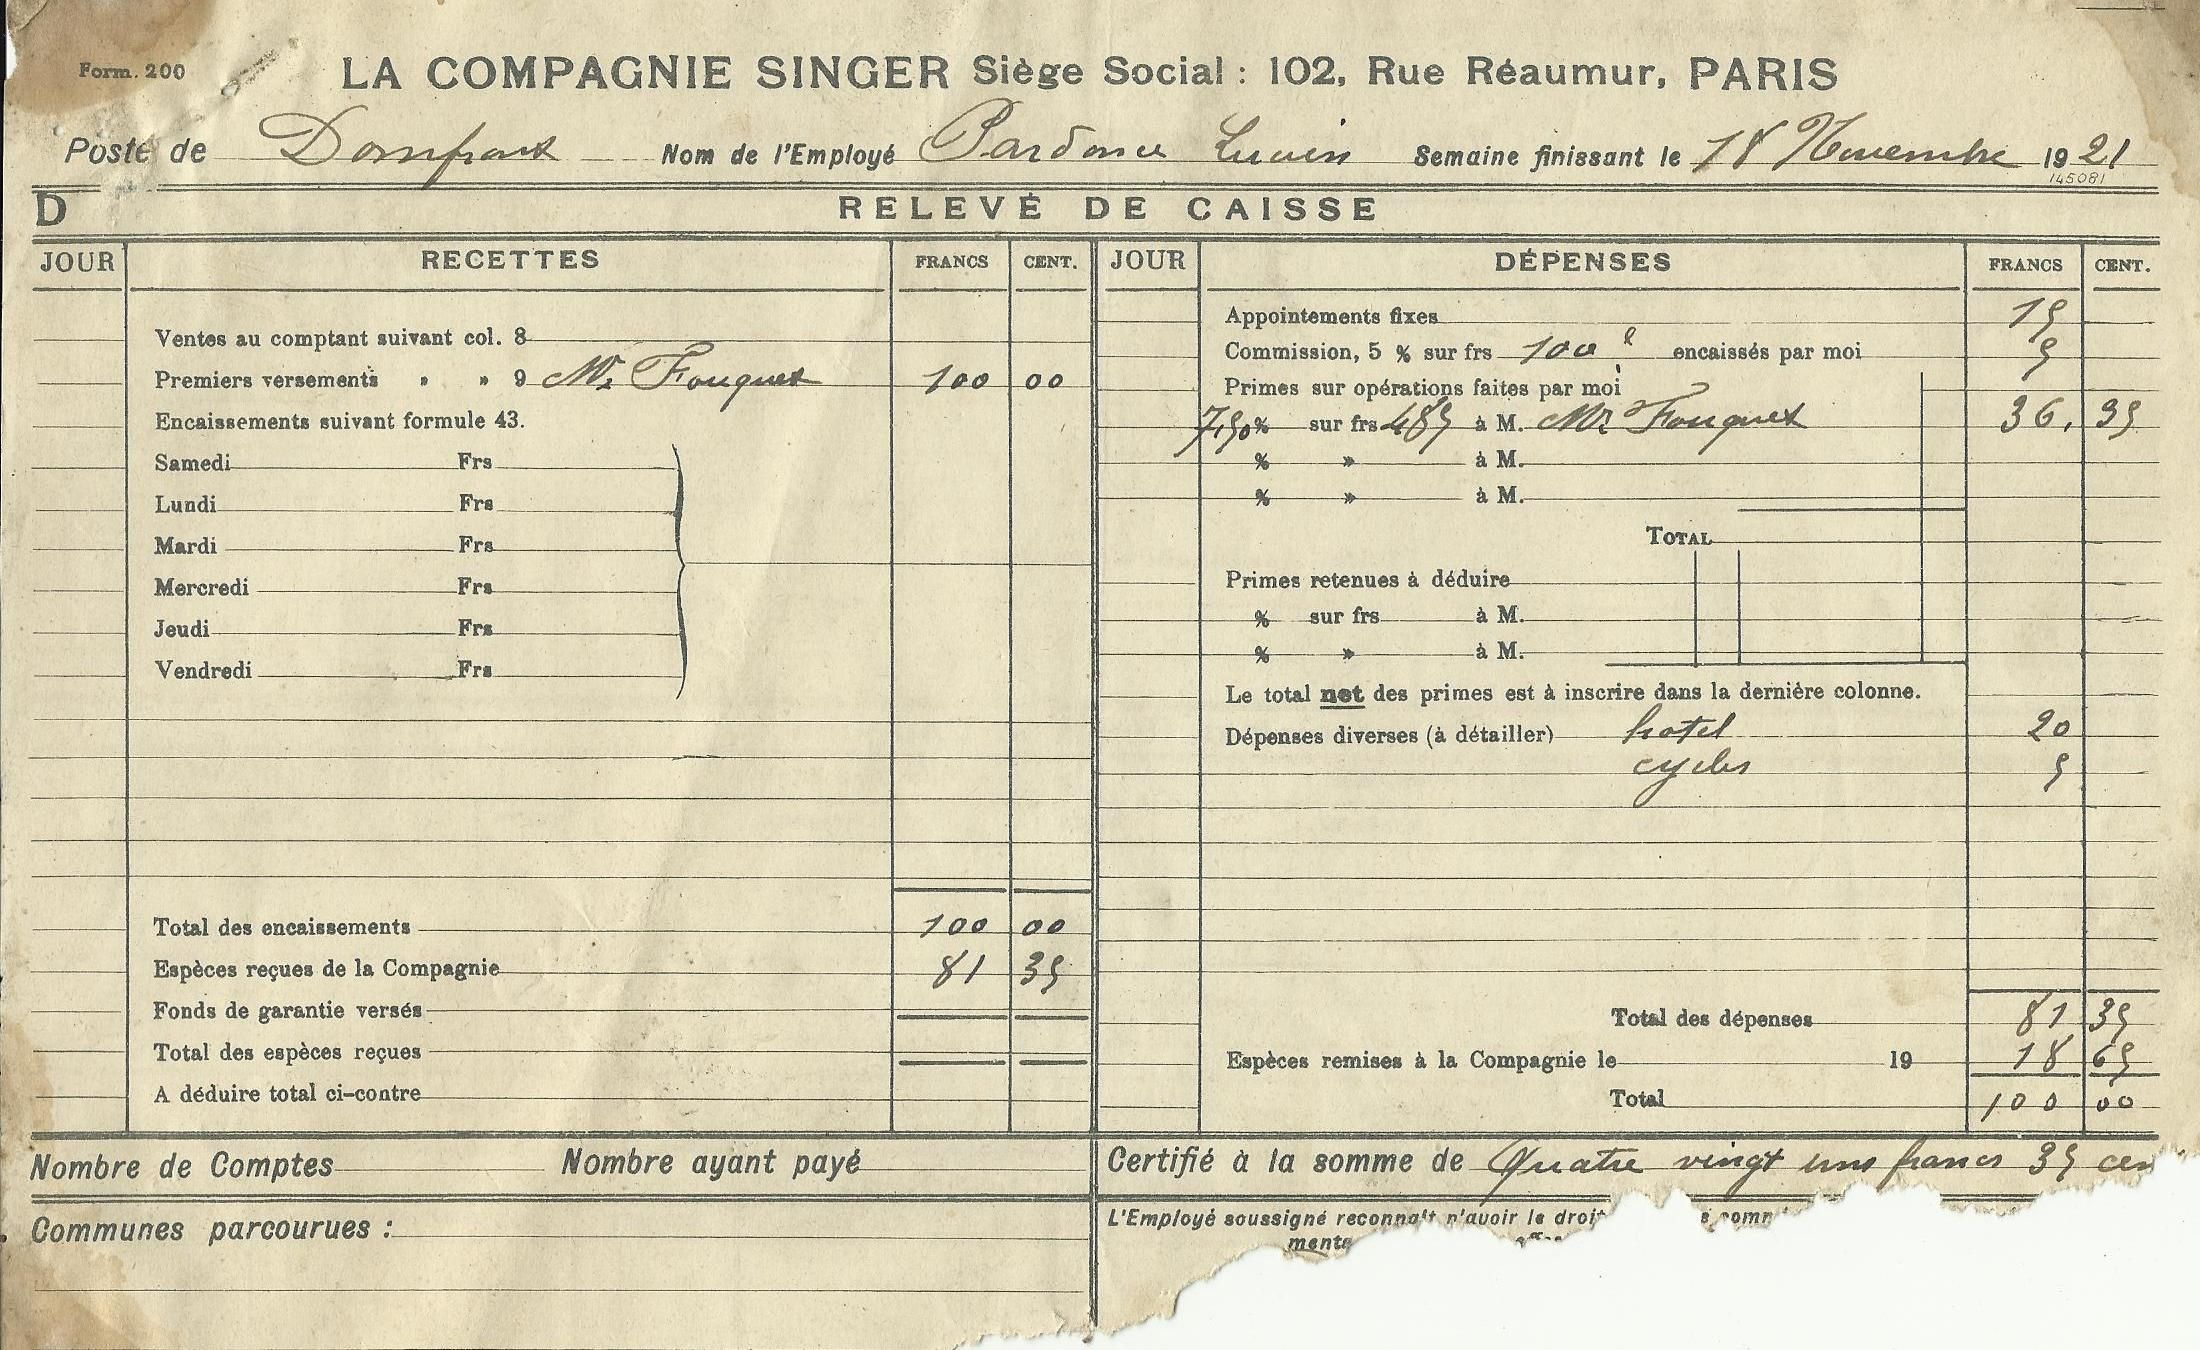 Form. 200
LA COMPAGNIE SINGER Siège Social : 102, Rue Réaumur, PARIS
Poste de Domfront Nom de l'Employé Lucien Semaine finissant le 18 Novembre 1921
145081
D RELEVÉ DE CAISSE
JOUR RECETTES FRANCS CENT.
Ventes au comptant suivant col. 8
Premiers versements " " 9 Mr Fouquet 100 00
Encaissements suivant formule 43.
Samedi Frs
Lundi Frs
Mardi Frs
Mercredi Frs
Jeudi Frs
Vendredi Frs
Total des encaissements 100 00
Espèces reçues de la Compagnie 81 35
Fonds de garantie versés
Total des espèces reçues
A déduire total ci-contre
Nombre de Comptes Nombre ayant payé
Communes parcourues :
JOUR DÉPENSES FRANCS CENT.
Appointements fixes 15
Commission, 5 % sur frs 100 encaissés par moi 5
Primes sur opérations faites par moi
7,50 % sur frs 485 à M. Mr Fouquet 36, 35
% » à M.
% » à M.
TOTAL
Primes retenues à déduire
% sur frs à M.
% » à M.
Le total net des primes est à inscrire dans la dernière colonne.
Dépenses diverses (à détailler) hotel 20
cycles 5
Total des dépenses 81 35
Espèces remises à la Compagnie le 19 18 65
Total 100 00
Certifié à la somme de Quatre vingt uns francs 35 cen
L'Employé soussigné reconnaît n'avoir le droit